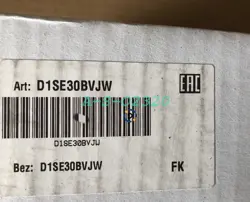 Art: D1SE30BVJW
EAC
D1SE30BVJW
Bez: D1SE30BVJW FK